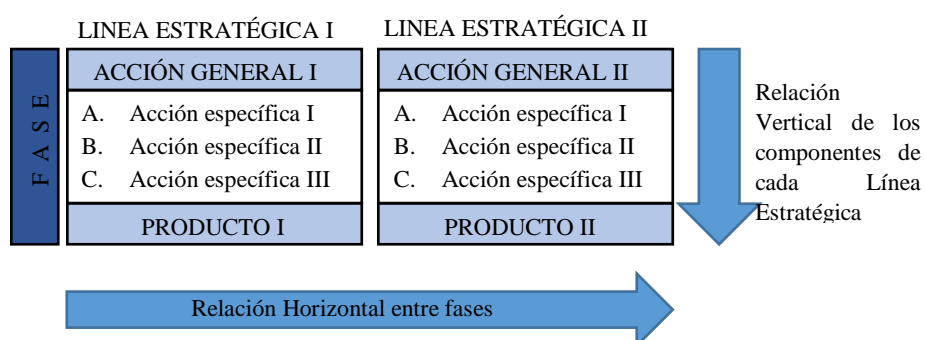 LINEA ESTRATÉGICA I
LINEA ESTRATÉGICA II
FASE
ACCIÓN GENERAL I
A. Acción específica I
B. Acción específica II
C. Acción específica III
PRODUCTO I
ACCIÓN GENERAL II
A. Acción específica I
B. Acción específica II
C. Acción específica III
PRODUCTO II
Relación
Vertical de los
componentes de
cada Línea
Estratégica
Relación Horizontal entre fases